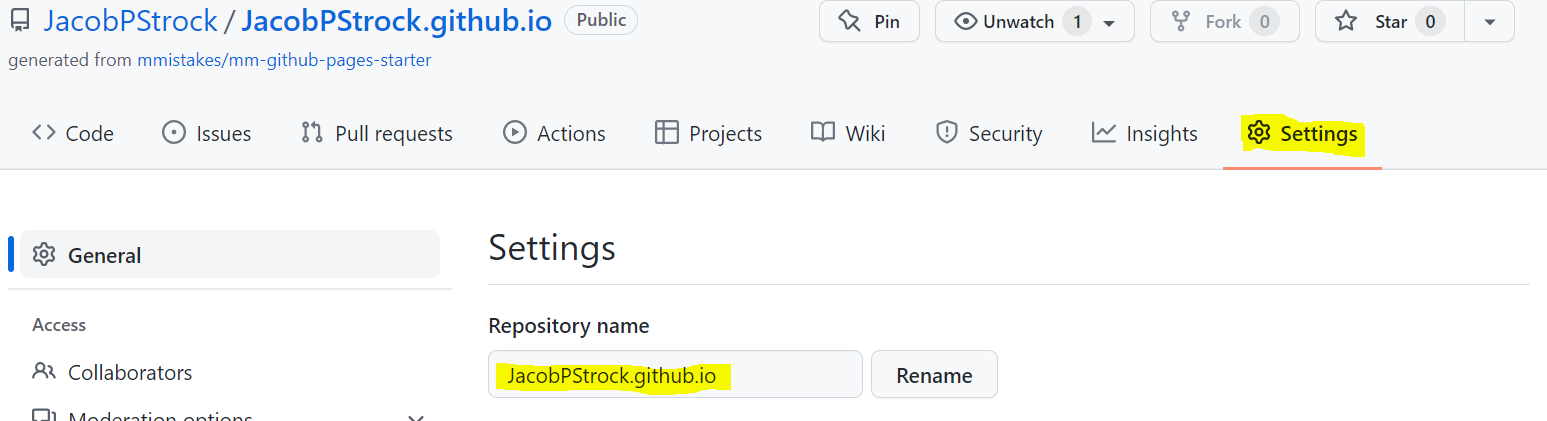 JacobPStrock / JacobPStrock.github.io Public Pin Unwatch 1 Fork 0 Star 0
generated from mmistakes/mm-github-pages-starter
Code Issues Pull requests Actions Projects Wiki Security Insights Settings
General
Settings
Access
Repository name
Collaborators
JacobPStrock.github.io Rename
Moderation options